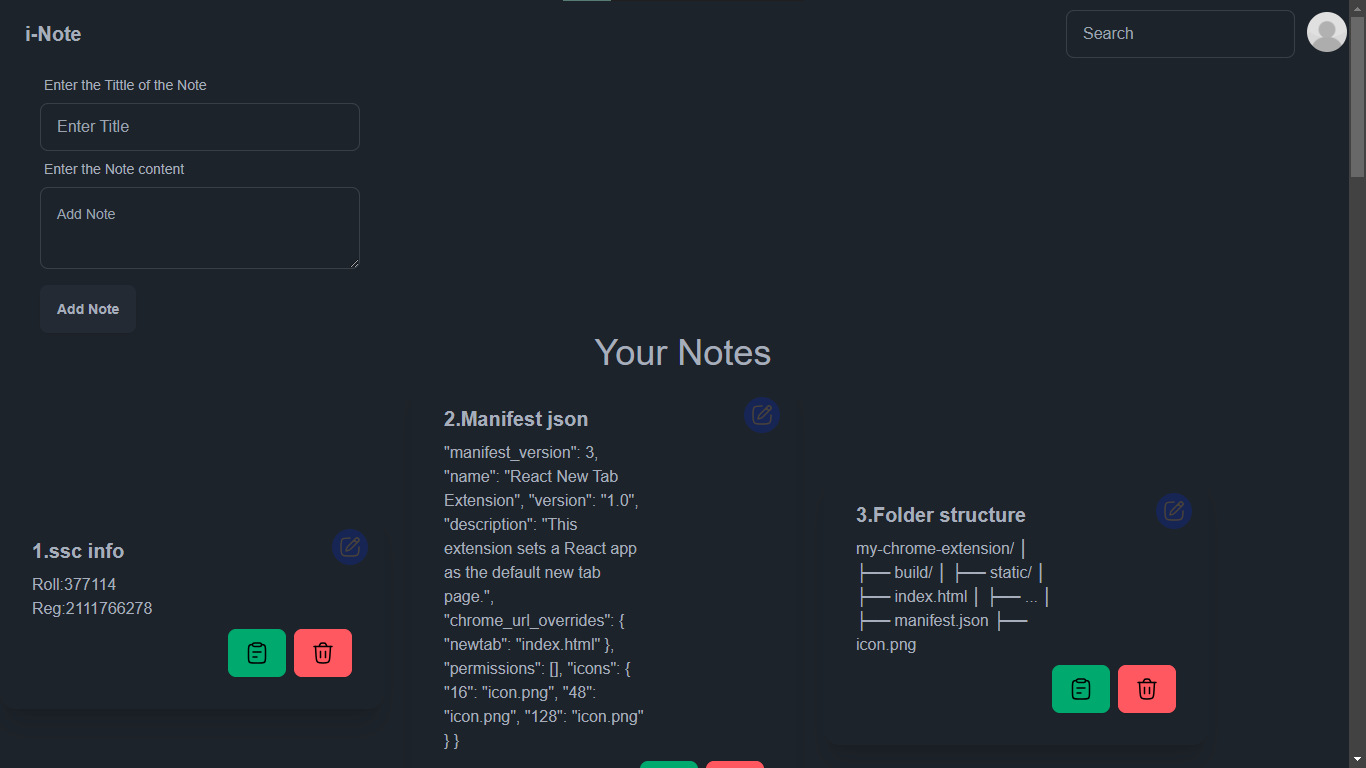 i-Note
Search
Enter the Tittle of the Note
Enter Title
Enter the Note content
Add Note
Add Note
Your Notes
1.ssc info
Roll:377114
Reg:2111766278
2.Manifest json
"manifest_version": 3,
"name": "React New Tab
Extension", "version": "1.0",
"description": "This
extension sets a React app
as the default new tab
page.",
"chrome_url_overrides": {
"newtab": "index.html" },
"permissions": [], "icons": {
"16": "icon.png", "48":
"icon.png", "128": "icon.png"
} }
3.Folder structure
my-chrome-extension/ │
├── build/ │ ├── static/ │
├── index.html │ ├── ... │
├── manifest.json ├──
icon.png